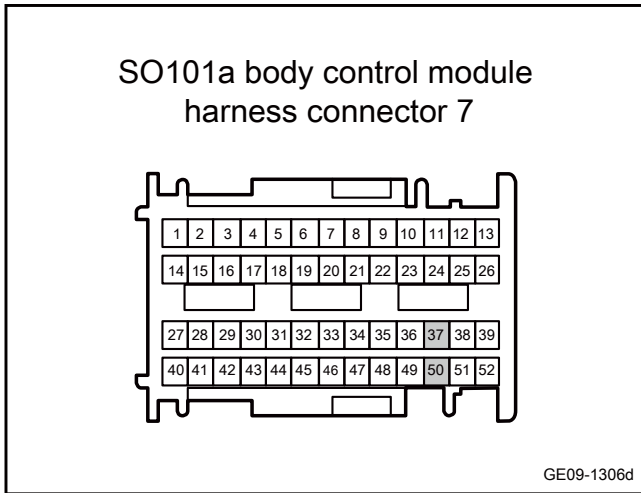 SO101a body control module
harness connector 7
1 2 3 4 5 6 7 8 9 10 11 12 13
14 15 16 17 18 19 20 21 22 23 24 25 26
27 28 29 30 31 32 33 34 35 36 37 38 39
40 41 42 43 44 45 46 47 48 49 50 51 52
GE09-1306d